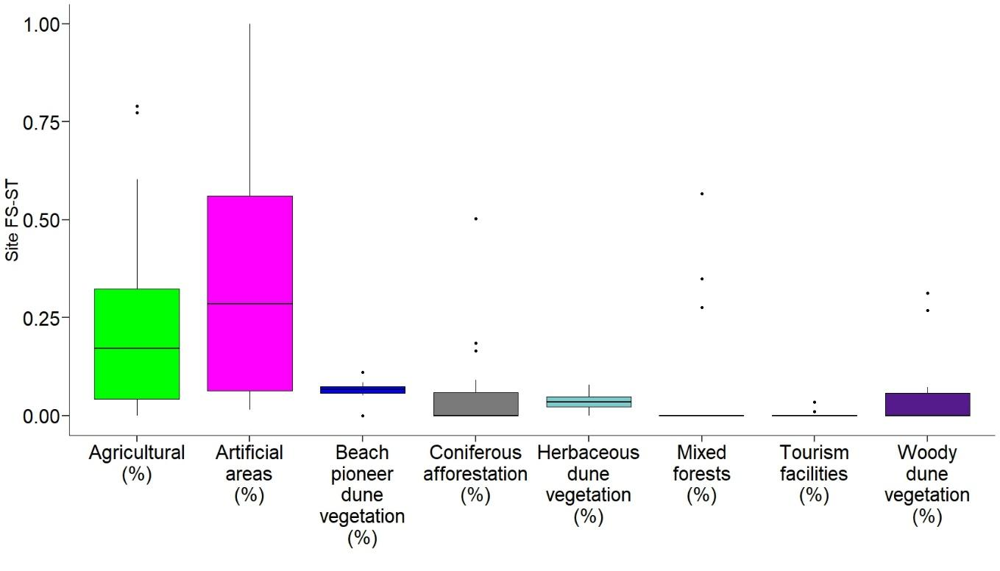 Site FS-ST
1.00
0.75
0.50
0.25
0.00
Agricultural
(%)
Artificial
areas
(%)
Beach
pioneer
dune
vegetation
(%)
Coniferous
afforestation
(%)
Herbaceous
dune
vegetation
(%)
Mixed
forests
(%)
Tourism
facilities
(%)
Woody
dune
vegetation
(%)